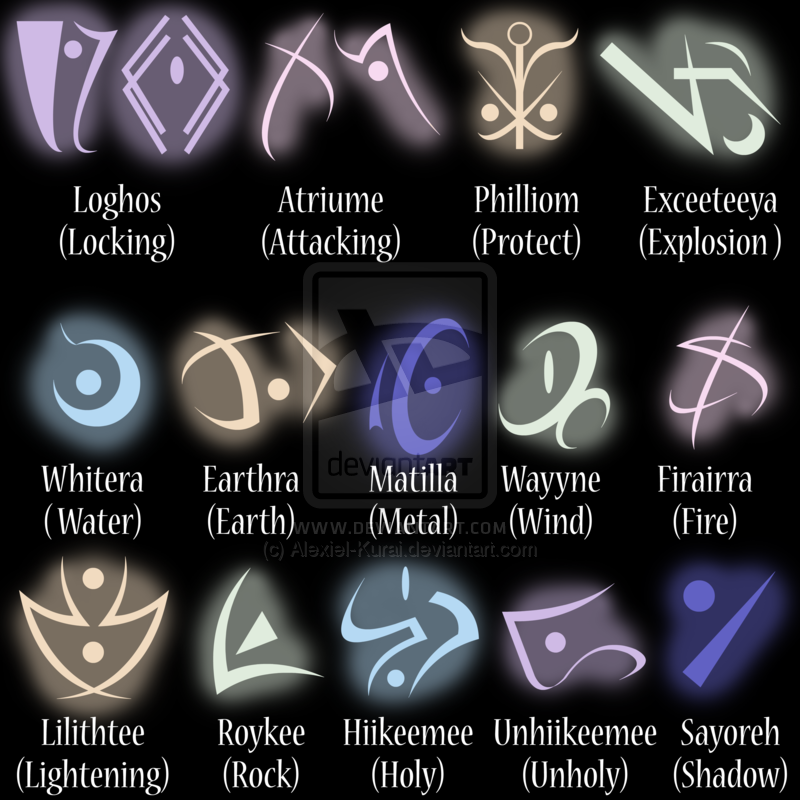 Loghos Atriume Philliom Exceeteeya
(Locking) (Attacking) (Protect) (Explosion )
deviantART
Whitera Earthra Matilla Wayyne Firairra
( Water) (Earth) (Metal) (Wind) (Fire)
WWW.DEVIANTART.COM
(c) Alexiel-Kurai.deviantart.com
Lilithtee Roykee Hiikeemee Unhiikeemee Sayoreh
(Lightening) (Rock) (Holy) (Unholy) (Shadow)